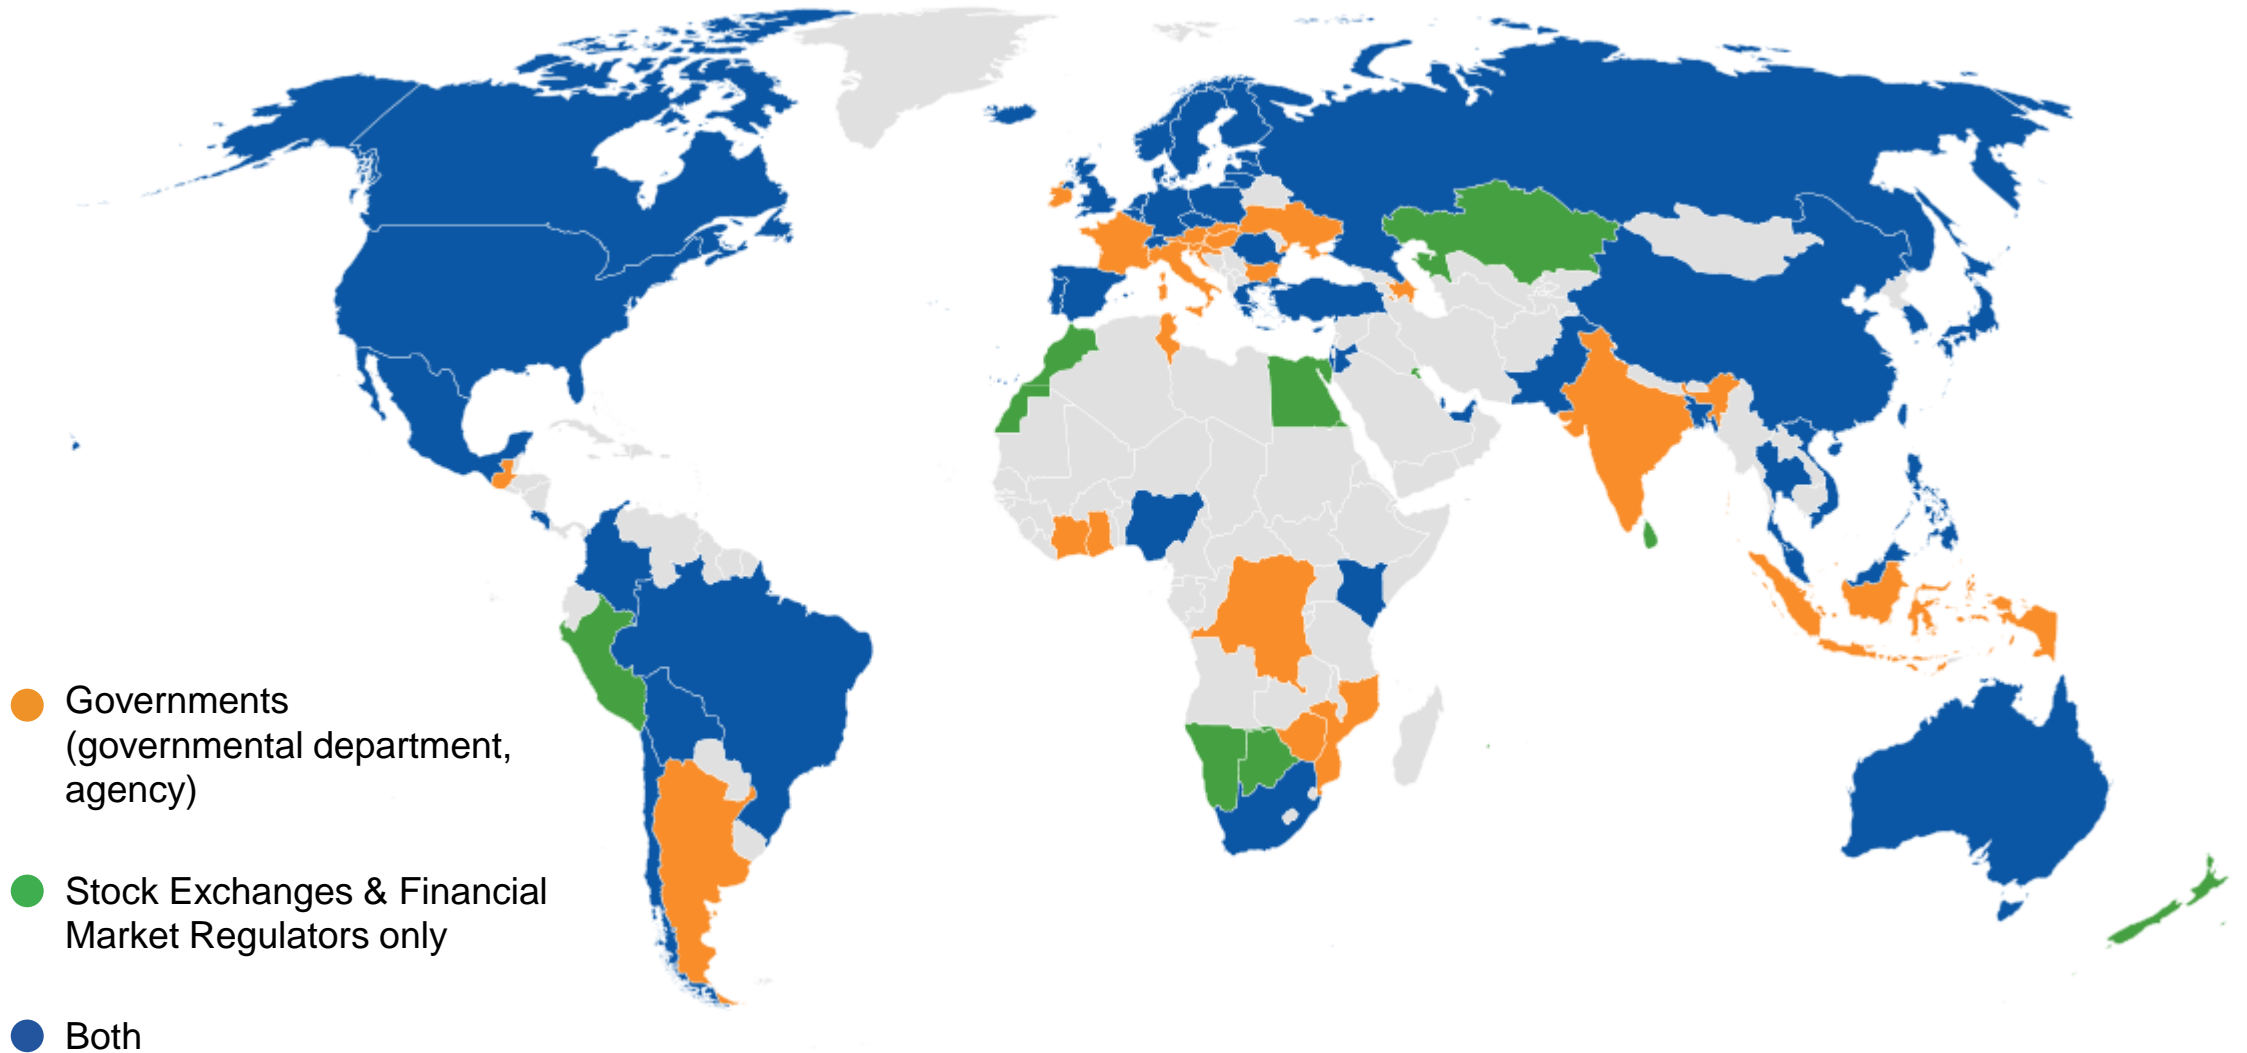 Governments
(governmental department,
agency)
Stock Exchanges & Financial
Market Regulators only
Both